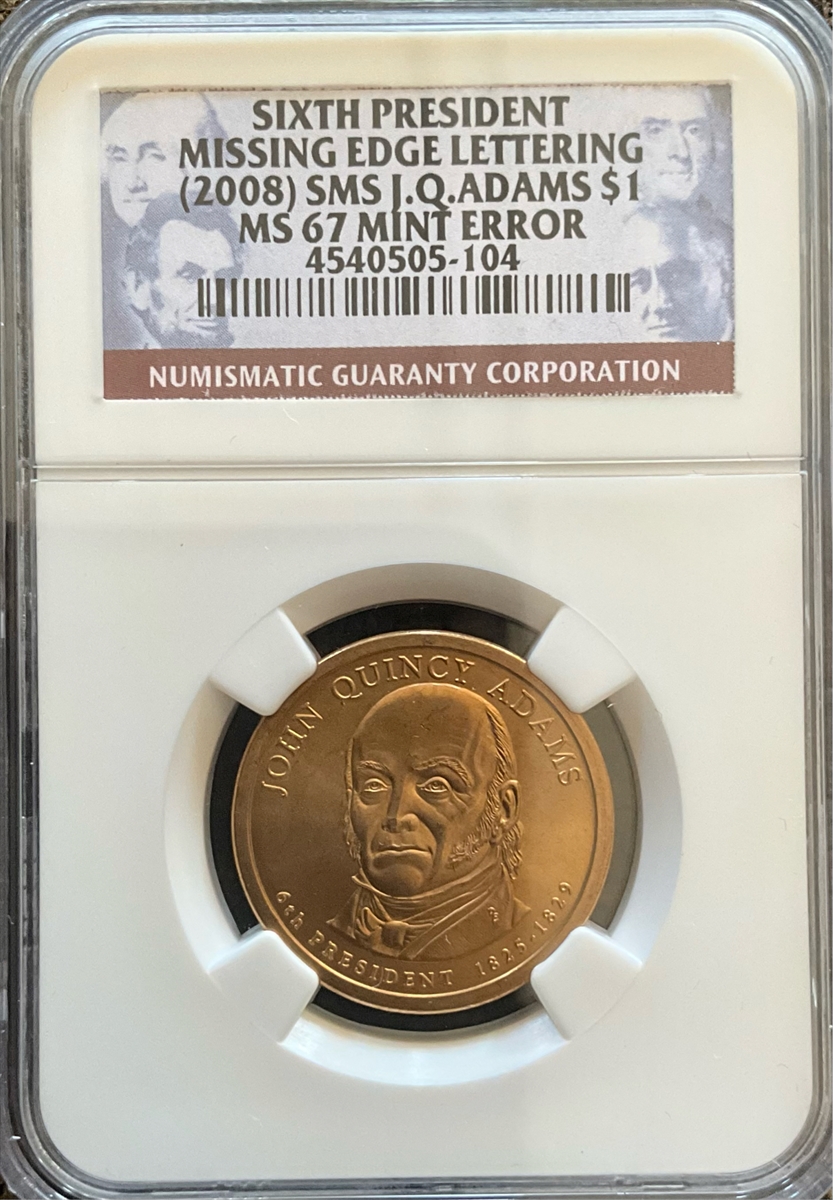 SIXTH PRESIDENT
MISSING EDGE LETTERING
(2008) SMS J.Q.ADAMS $1
MS 67 MINT ERROR
4540505-104
NUMISMATIC GUARANTY CORPORATION
JOHN QUINCY ADAMS
6th PRESIDENT 1825-1829